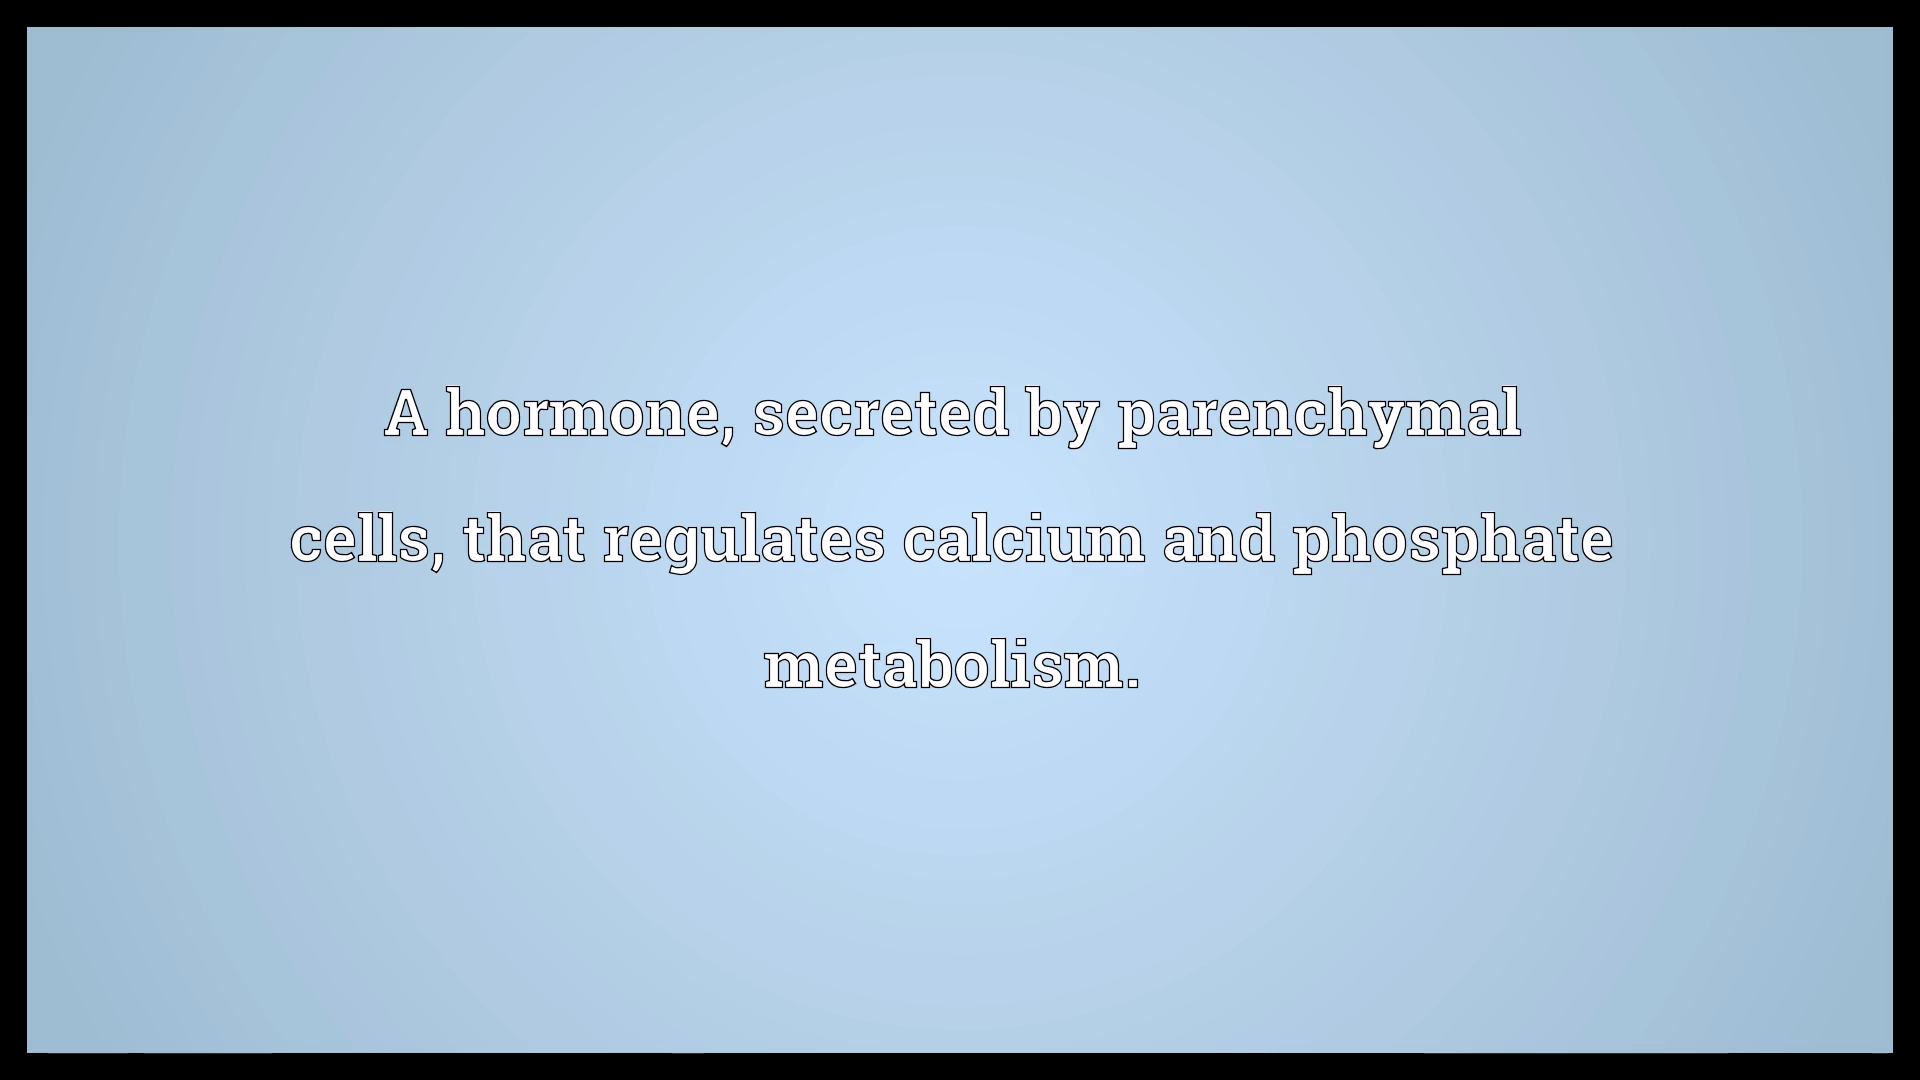 A hormone, secreted by parenchymal
cells, that regulates calcium and phosphate
metabolism.